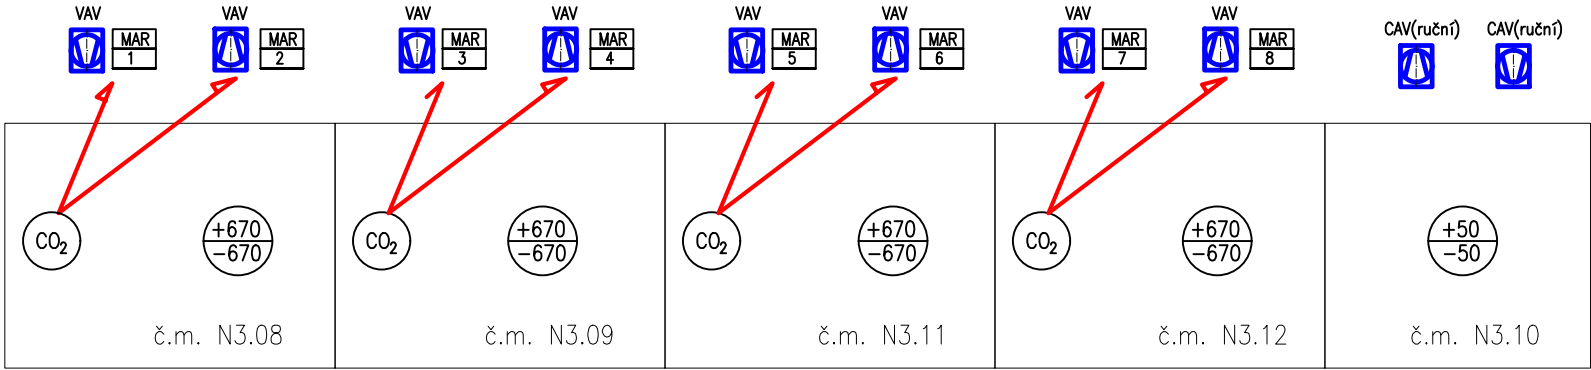 VAV VAV VAV VAV VAV VAV VAV VAV
CAV(ruční) CAV(ruční)
MAR MAR MAR MAR MAR MAR MAR MAR
1 2 3 4 5 6 7 8
+670 +670 +670 +670 +50
CO₂ CO₂ CO₂ CO₂
−670 −670 −670 −670 −50
č.m. N3.08 č.m. N3.09 č.m. N3.11 č.m. N3.12 č.m. N3.10